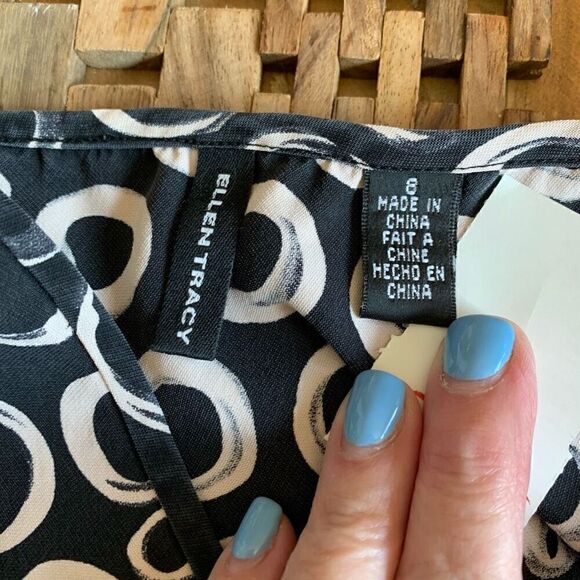 ELLEN TRACY
8
MADE IN
CHINA
FAIT A
CHINE
HECHO EN
CHINA